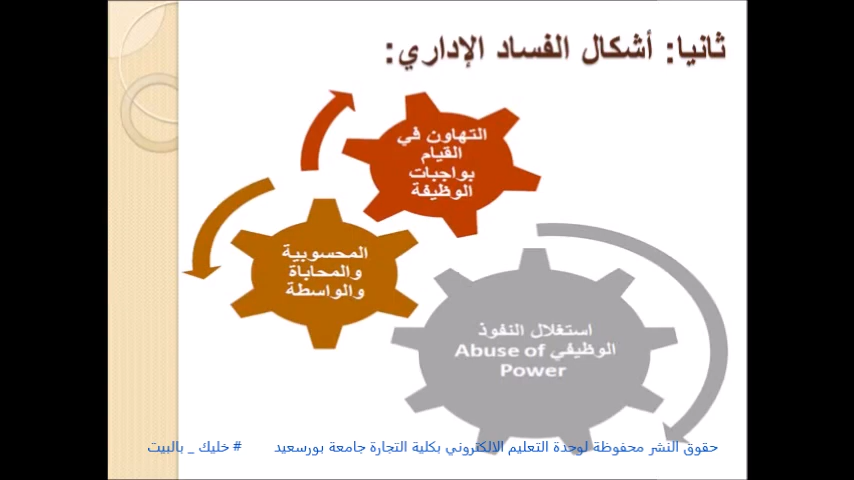 ثانيا: أشكال الفساد الإداري:
التهاون في
القيام
بواجبات
الوظيفة
المحسوبية
والمحاباة
والواسطة
استغلال النفوذ
الوظيفي Abuse of
Power
حقوق النشر محفوظة لوحدة التعليم الالكتروني بكلية التجارة جامعة بورسعيد # خليك _ بالبيت